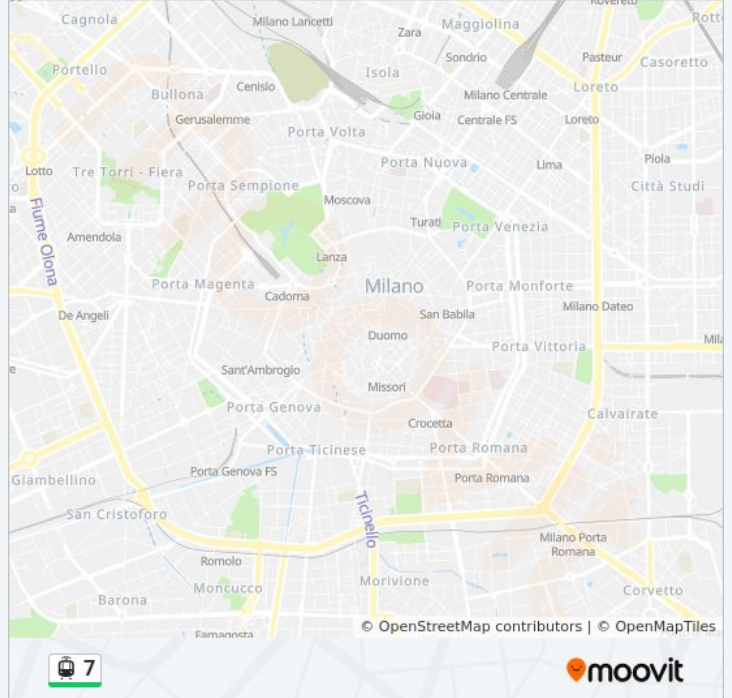 Rovereto
Cagnola
Milano Lancetti
Maggiolina
Zara
Sondrio
Pasteur
Casoretto
Portello
Isola
Cenisio
Loreto
Bullona
Milano Centrale
Gerusalemme
Gioia
Centrale FS
Loreto
Porta Volta
Piola
Lotto
Tre Torri - Fiera
Porta Nuova
Lima
Porta Sempione
Città Studi
Moscova
Fiume Olona
Turati
Porta Venezia
Amendola
Lanza
Porta Magenta
Milano
Porta Monforte
Cadorna
De Angeli
San Babila
Milano Dateo
Duomo
Porta Vittoria
Sant'Ambrogio
Missori
Porta Genova
Crocetta
Calvairate
Porta Ticinese
Porta Romana
Giambellino
Porta Genova FS
Porta Romana
San Cristoforo
Ticinello
Milano Porta
Romana
Romolo
Moncucco
Morivione
Corvetto
Barona
Famagosta
© OpenStreetMap contributors | © OpenMapTiles
7
moovit